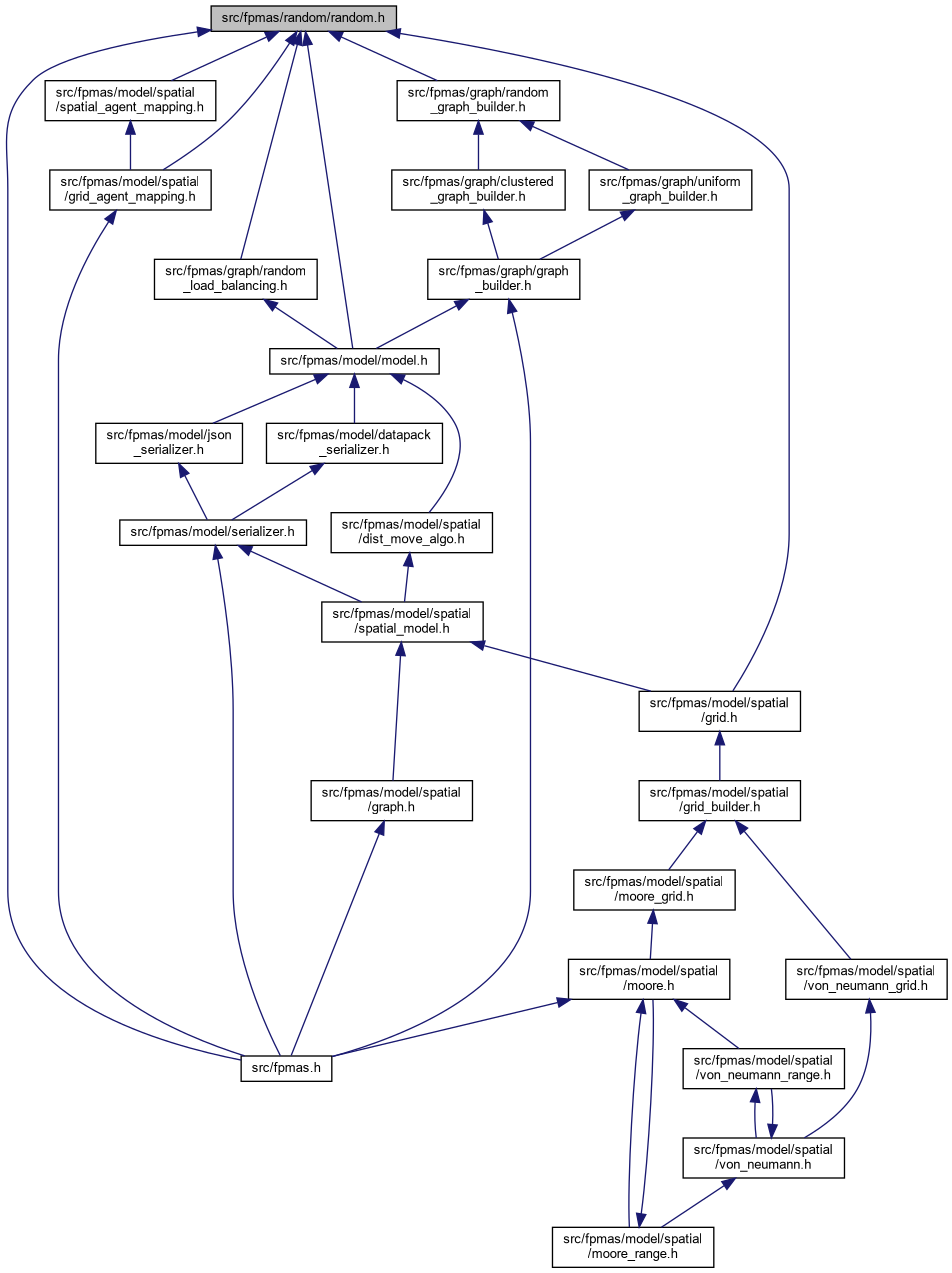 src/fpmas/random/random.h
src/fpmas/model/spatial
/spatial_agent_mapping.h
src/fpmas/graph/random
_graph_builder.h
src/fpmas/model/spatial
/grid_agent_mapping.h
src/fpmas/graph/clustered
_graph_builder.h
src/fpmas/graph/uniform
_graph_builder.h
src/fpmas/graph/random
_load_balancing.h
src/fpmas/graph/graph
_builder.h
src/fpmas/model/model.h
src/fpmas/model/json
_serializer.h
src/fpmas/model/datapack
_serializer.h
src/fpmas/model/serializer.h
src/fpmas/model/spatial
/dist_move_algo.h
src/fpmas/model/spatial
/spatial_model.h
src/fpmas/model/spatial
/grid.h
src/fpmas/model/spatial
/graph.h
src/fpmas/model/spatial
/grid_builder.h
src/fpmas/model/spatial
/moore_grid.h
src/fpmas/model/spatial
/moore.h
src/fpmas/model/spatial
/von_neumann_grid.h
src/fpmas.h
src/fpmas/model/spatial
/von_neumann_range.h
src/fpmas/model/spatial
/von_neumann.h
src/fpmas/model/spatial
/moore_range.h